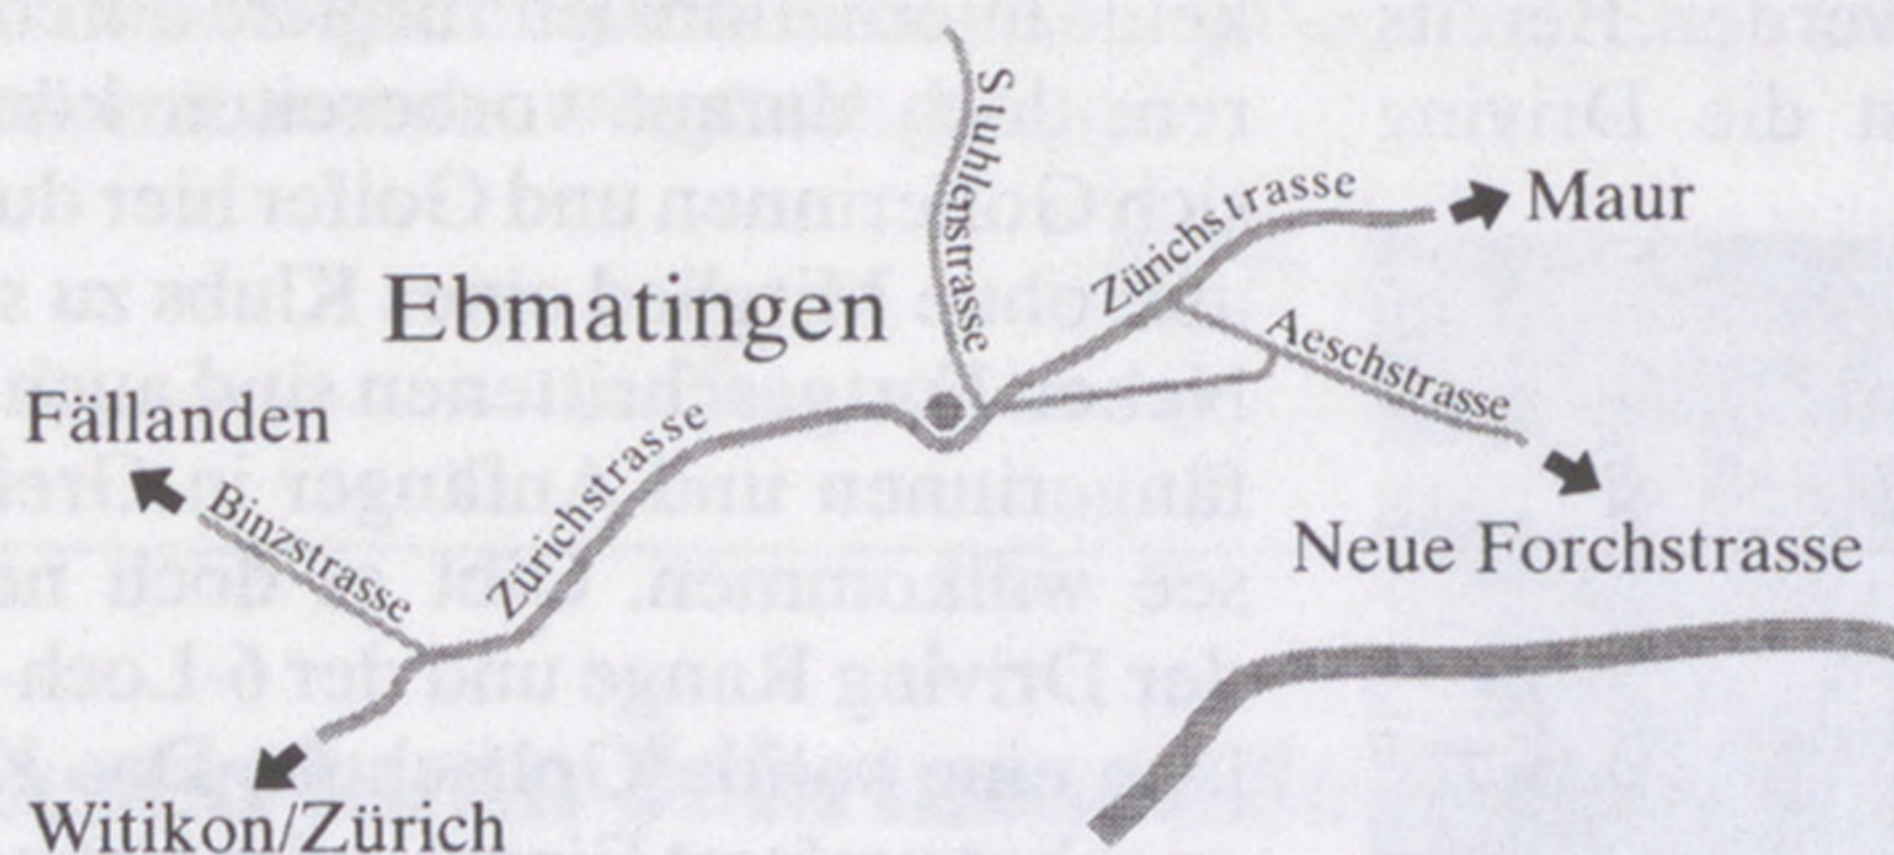 Stuhlenstrasse
Maur
Zürichstrasse
Ebmatingen
Aeschstrasse
Fällanden
Zürichstrasse
Binzstrasse
Neue Forchstrasse
Witikon/Zürich